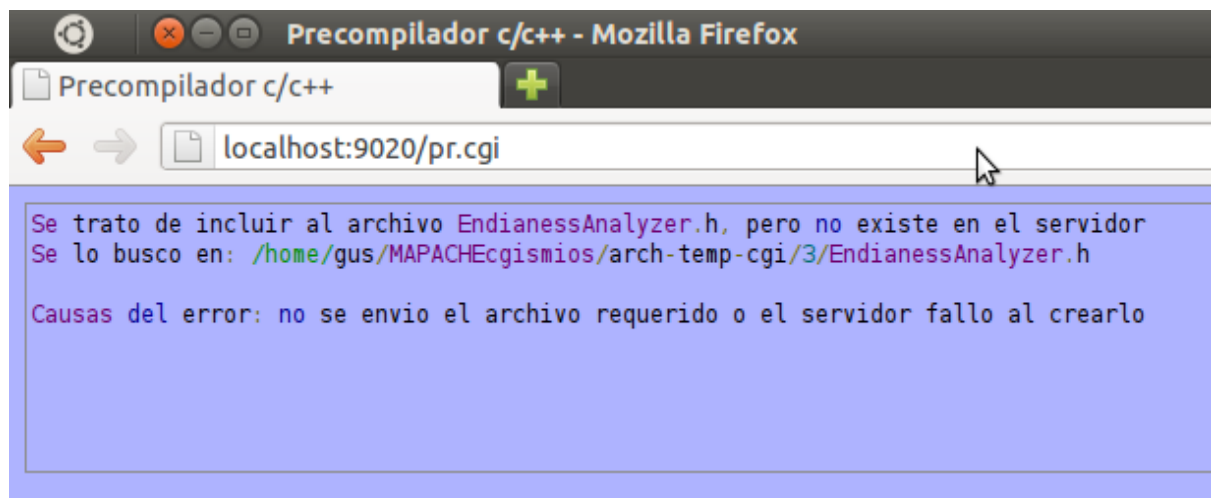 Precompilador c/c++ - Mozilla Firefox
Precompilador c/c++
localhost:9020/pr.cgi
Se trato de incluir al archivo EndianessAnalyzer.h, pero no existe en el servidor
Se lo busco en: /home/gus/MAPACHEcgismios/arch-temp-cgi/3/EndianessAnalyzer.h
Causas del error: no se envio el archivo requerido o el servidor fallo al crearlo